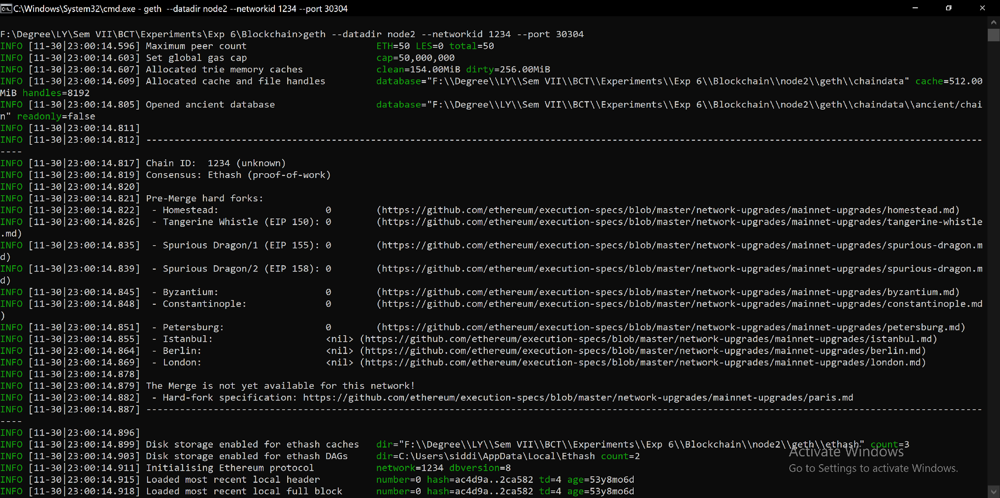 C:\Windows\System32\cmd.exe - geth  --datadir node2 --networkid 1234 --port 30304
F:\Degree\LY\Sem VII\BCT\Experiments\Exp 6\Blockchain>geth --datadir node2 --networkid 1234 --port 30304
INFO [11-30|23:00:14.596] Maximum peer count                       ETH=50 LES=0 total=50
INFO [11-30|23:00:14.603] Set global gas cap                       cap=50,000,000
INFO [11-30|23:00:14.607] Allocated trie memory caches             clean=154.00MiB dirty=256.00MiB
INFO [11-30|23:00:14.609] Allocated cache and file handles         database="F:\\Degree\\LY\\Sem VII\\BCT\\Experiments\\Exp 6\\Blockchain\\node2\\geth\\chaindata" cache=512.00
MiB handles=8192
INFO [11-30|23:00:14.805] Opened ancient database                  database="F:\\Degree\\LY\\Sem VII\\BCT\\Experiments\\Exp 6\\Blockchain\\node2\\geth\\chaindata\\ancient/chai
n" readonly=false
INFO [11-30|23:00:14.811]
INFO [11-30|23:00:14.812] -----------------------------------------------------------------------------------------------------------------------------------------------------
----
INFO [11-30|23:00:14.817] Chain ID:  1234 (unknown)
INFO [11-30|23:00:14.819] Consensus: Ethash (proof-of-work)
INFO [11-30|23:00:14.820]
INFO [11-30|23:00:14.821] Pre-Merge hard forks:
INFO [11-30|23:00:14.822]  - Homestead:                   0        (https://github.com/ethereum/execution-specs/blob/master/network-upgrades/mainnet-upgrades/homestead.md)
INFO [11-30|23:00:14.826]  - Tangerine Whistle (EIP 150): 0        (https://github.com/ethereum/execution-specs/blob/master/network-upgrades/mainnet-upgrades/tangerine-whistle
.md)
INFO [11-30|23:00:14.835]  - Spurious Dragon/1 (EIP 155): 0        (https://github.com/ethereum/execution-specs/blob/master/network-upgrades/mainnet-upgrades/spurious-dragon.m
d)
INFO [11-30|23:00:14.839]  - Spurious Dragon/2 (EIP 158): 0        (https://github.com/ethereum/execution-specs/blob/master/network-upgrades/mainnet-upgrades/spurious-dragon.m
d)
INFO [11-30|23:00:14.845]  - Byzantium:                   0        (https://github.com/ethereum/execution-specs/blob/master/network-upgrades/mainnet-upgrades/byzantium.md)
INFO [11-30|23:00:14.848]  - Constantinople:              0        (https://github.com/ethereum/execution-specs/blob/master/network-upgrades/mainnet-upgrades/constantinople.md
)
INFO [11-30|23:00:14.851]  - Petersburg:                  0        (https://github.com/ethereum/execution-specs/blob/master/network-upgrades/mainnet-upgrades/petersburg.md)
INFO [11-30|23:00:14.855]  - Istanbul:                    <nil> (https://github.com/ethereum/execution-specs/blob/master/network-upgrades/mainnet-upgrades/istanbul.md)
INFO [11-30|23:00:14.864]  - Berlin:                      <nil> (https://github.com/ethereum/execution-specs/blob/master/network-upgrades/mainnet-upgrades/berlin.md)
INFO [11-30|23:00:14.869]  - London:                      <nil> (https://github.com/ethereum/execution-specs/blob/master/network-upgrades/mainnet-upgrades/london.md)
INFO [11-30|23:00:14.878]
INFO [11-30|23:00:14.879] The Merge is not yet available for this network!
INFO [11-30|23:00:14.882]  - Hard-fork specification: https://github.com/ethereum/execution-specs/blob/master/network-upgrades/mainnet-upgrades/paris.md
INFO [11-30|23:00:14.887] -----------------------------------------------------------------------------------------------------------------------------------------------------
----
INFO [11-30|23:00:14.896]
INFO [11-30|23:00:14.899] Disk storage enabled for ethash caches   dir="F:\\Degree\\LY\\Sem VII\\BCT\\Experiments\\Exp 6\\Blockchain\\node2\\geth\\ethash" count=3
INFO [11-30|23:00:14.903] Disk storage enabled for ethash DAGs     dir=C:\Users\siddi\AppData\Local\Ethash count=2
INFO [11-30|23:00:14.911] Initialising Ethereum protocol           network=1234 dbversion=8
INFO [11-30|23:00:14.915] Loaded most recent local header          number=0 hash=ac4d9a..2ca582 td=4 age=53y8mo6d
INFO [11-30|23:00:14.918] Loaded most recent local full block      number=0 hash=ac4d9a..2ca582 td=4 age=53y8mo6d
Activate Windows
Go to Settings to activate Windows.